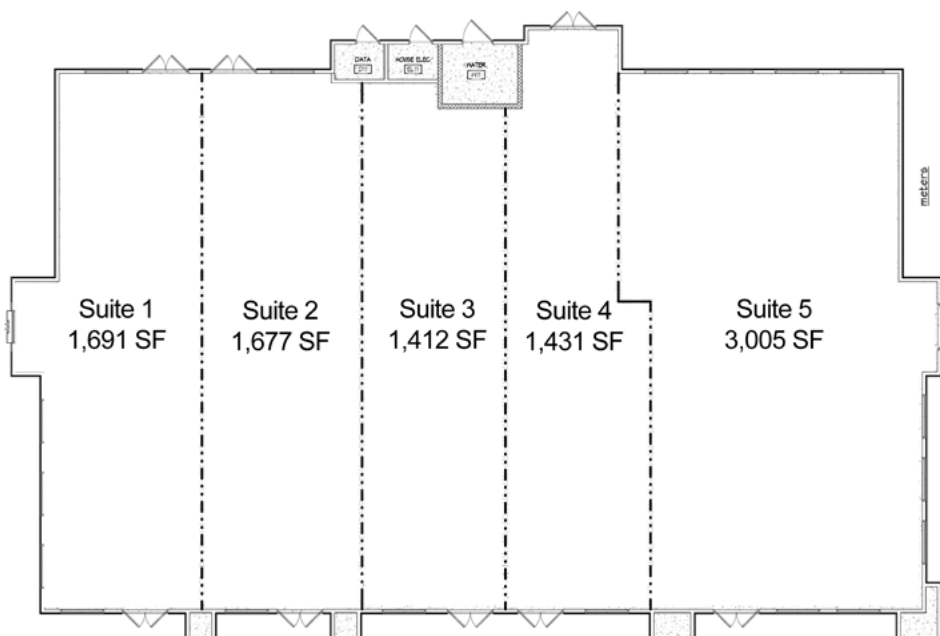 DATA
HOUSE ELEC.
WATER
meters
Suite 1
1,691 SF
Suite 2
1,677 SF
Suite 3
1,412 SF
Suite 4
1,431 SF
Suite 5
3,005 SF